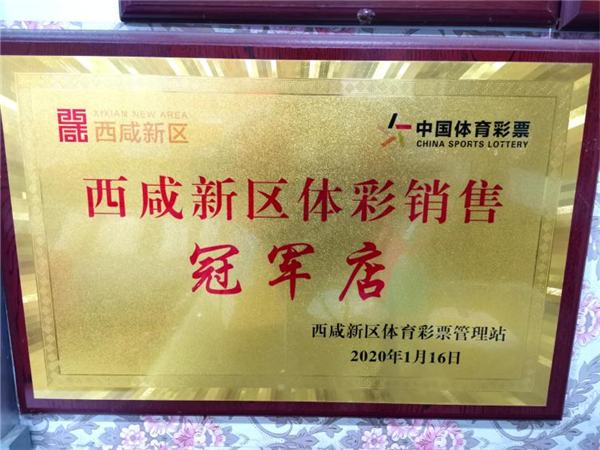 XIXIAN NEW AREA
西咸新区
中国体育彩票
CHINA SPORTS LOTTERY
西咸新区体彩销售
冠军店
西咸新区体育彩票管理站
2020年1月16日